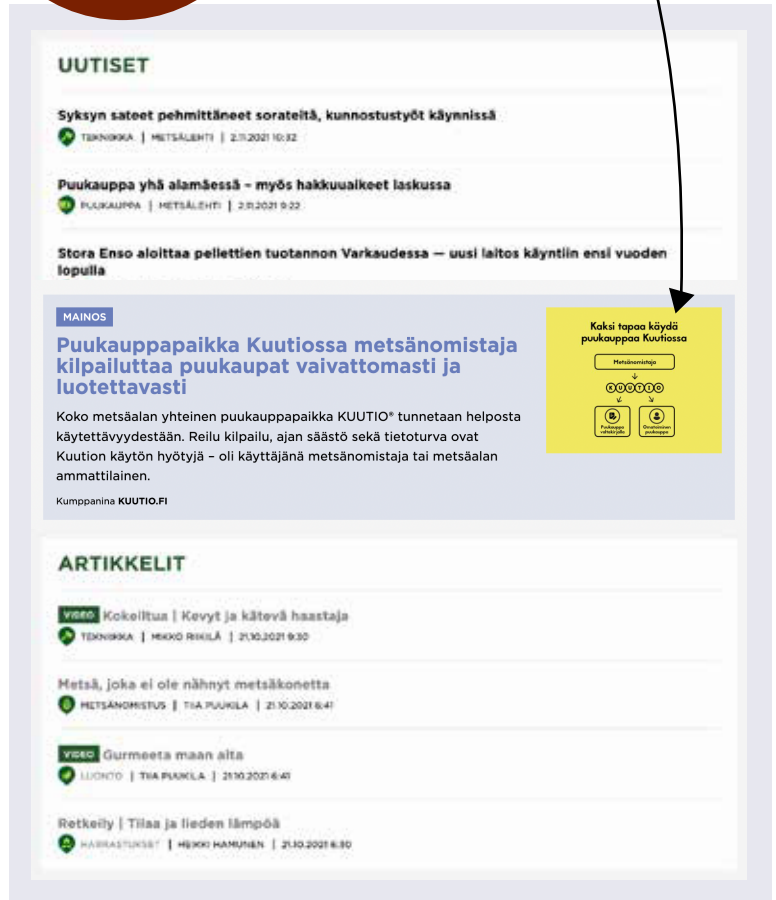 UUTISET
Syksyn sateet pehmittäneet sorateitä, kunnostustyöt käynnissä
TEKNIIKKA | METSÄLEHTI | 2.11.2021 10:32
Puukauppa yhä alamäessä – myös hakkuuaikeet laskussa
PUUKAUPPA | METSÄLEHTI | 2.11.2021 9:22
Stora Enso aloittaa pellettien tuotannon Varkaudessa — uusi laitos käyntiin ensi vuoden
lopulla
MAINOS
Puukauppapaikka Kuutiossa metsänomistaja
kilpailuttaa puukaupat vaivattomasti ja
luotettavasti
Koko metsäalan yhteinen puukauppapaikka KUUTIO® tunnetaan helposta
käytettävyydestään. Reilu kilpailu, ajan säästö sekä tietoturva ovat
Kuution käytön hyötyjä – oli käyttäjänä metsänomistaja tai metsäalan
ammattilainen.
Kumppanina KUUTIO.FI
Kaksi tapaa käydä
puukauppaa Kuutiossa
Metsänomistaja
KUUTIO
Puukauppa
valtakirjalla
Omatoiminen
puukauppa
ARTIKKELIT
VIDEO Kokeiltua | Kevyt ja kätevä haastaja
TEKNIIKKA | MIKKO RIIKILÄ | 21.10.2021 9:30
Metsä, joka ei ole nähnyt metsäkonetta
METSÄNOMISTUS | TIIA PUUKILA | 21.10.2021 6:41
VIDEO Gurmeeta maan alta
LUONTO | TIIA PUUKILA | 21.10.2021 6:41
Retkeily | Tilaa ja lieden lämpöä
HARRASTUKSET | HEIKKI HAMUNEN | 21.10.2021 6:30